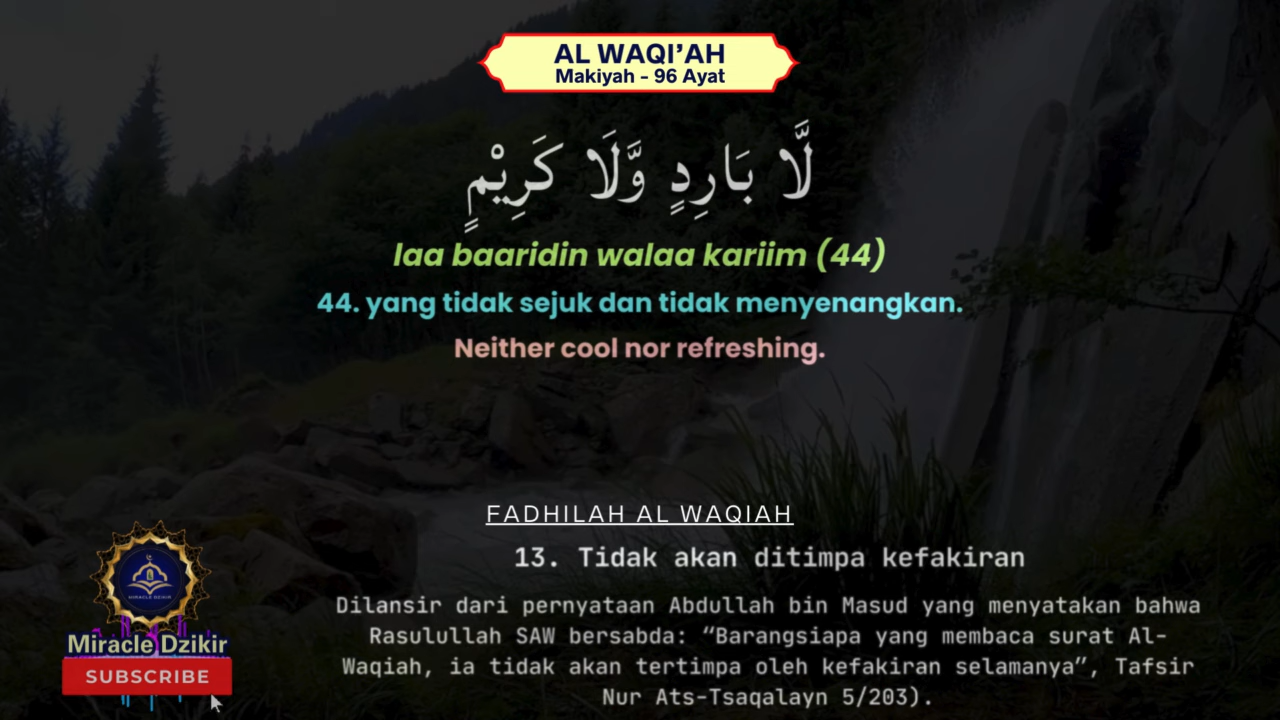 AL WAQI’AH
Makiyah - 96 Ayat
لَّا بَارِدٍ وَّلَا كَرِيْمٍ
laa baaridin walaa kariim (44)
44. yang tidak sejuk dan tidak menyenangkan.
Neither cool nor refreshing.
FADHILAH AL WAQIAH
13. Tidak akan ditimpa kefakiran
Dilansir dari pernyataan Abdullah bin Masud yang menyatakan bahwa
Rasulullah SAW bersabda: “Barangsiapa yang membaca surat Al-
Waqiah, ia tidak akan tertimpa oleh kefakiran selamanya”, Tafsir
Nur Ats-Tsaqalayn 5/203).
MIRACLE DZIKIR
Miracle Dzikir
SUBSCRIBE